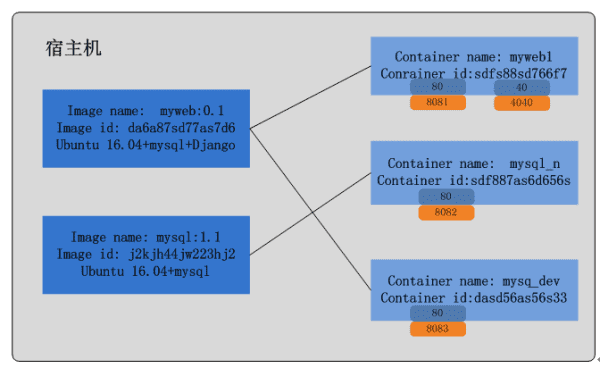 宿主机
Image name: myweb:0.1
Image id: da6a87sd77as7d6
Ubuntu 16.04+mysql+Django
Image name: mysql:1.1
Image id: j2kjh44jw223hj2
Ubuntu 16.04+mysql
Container name: myweb1
Conrainer id:sdfs88sd766f7
80 40
8081 4040
Container name: mysql_n
Container id:sdf887as6d656s
80
8082
Container name: mysq_dev
Container id:dasd56as56s33
80
8083